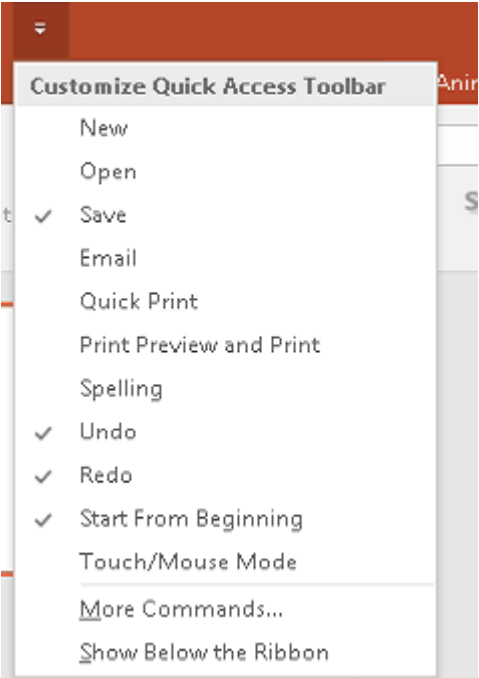 Customize Quick Access Toolbar
New
Open
Save
Email
Quick Print
Print Preview and Print
Spelling
Undo
Redo
Start From Beginning
Touch/Mouse Mode
More Commands...
Show Below the Ribbon